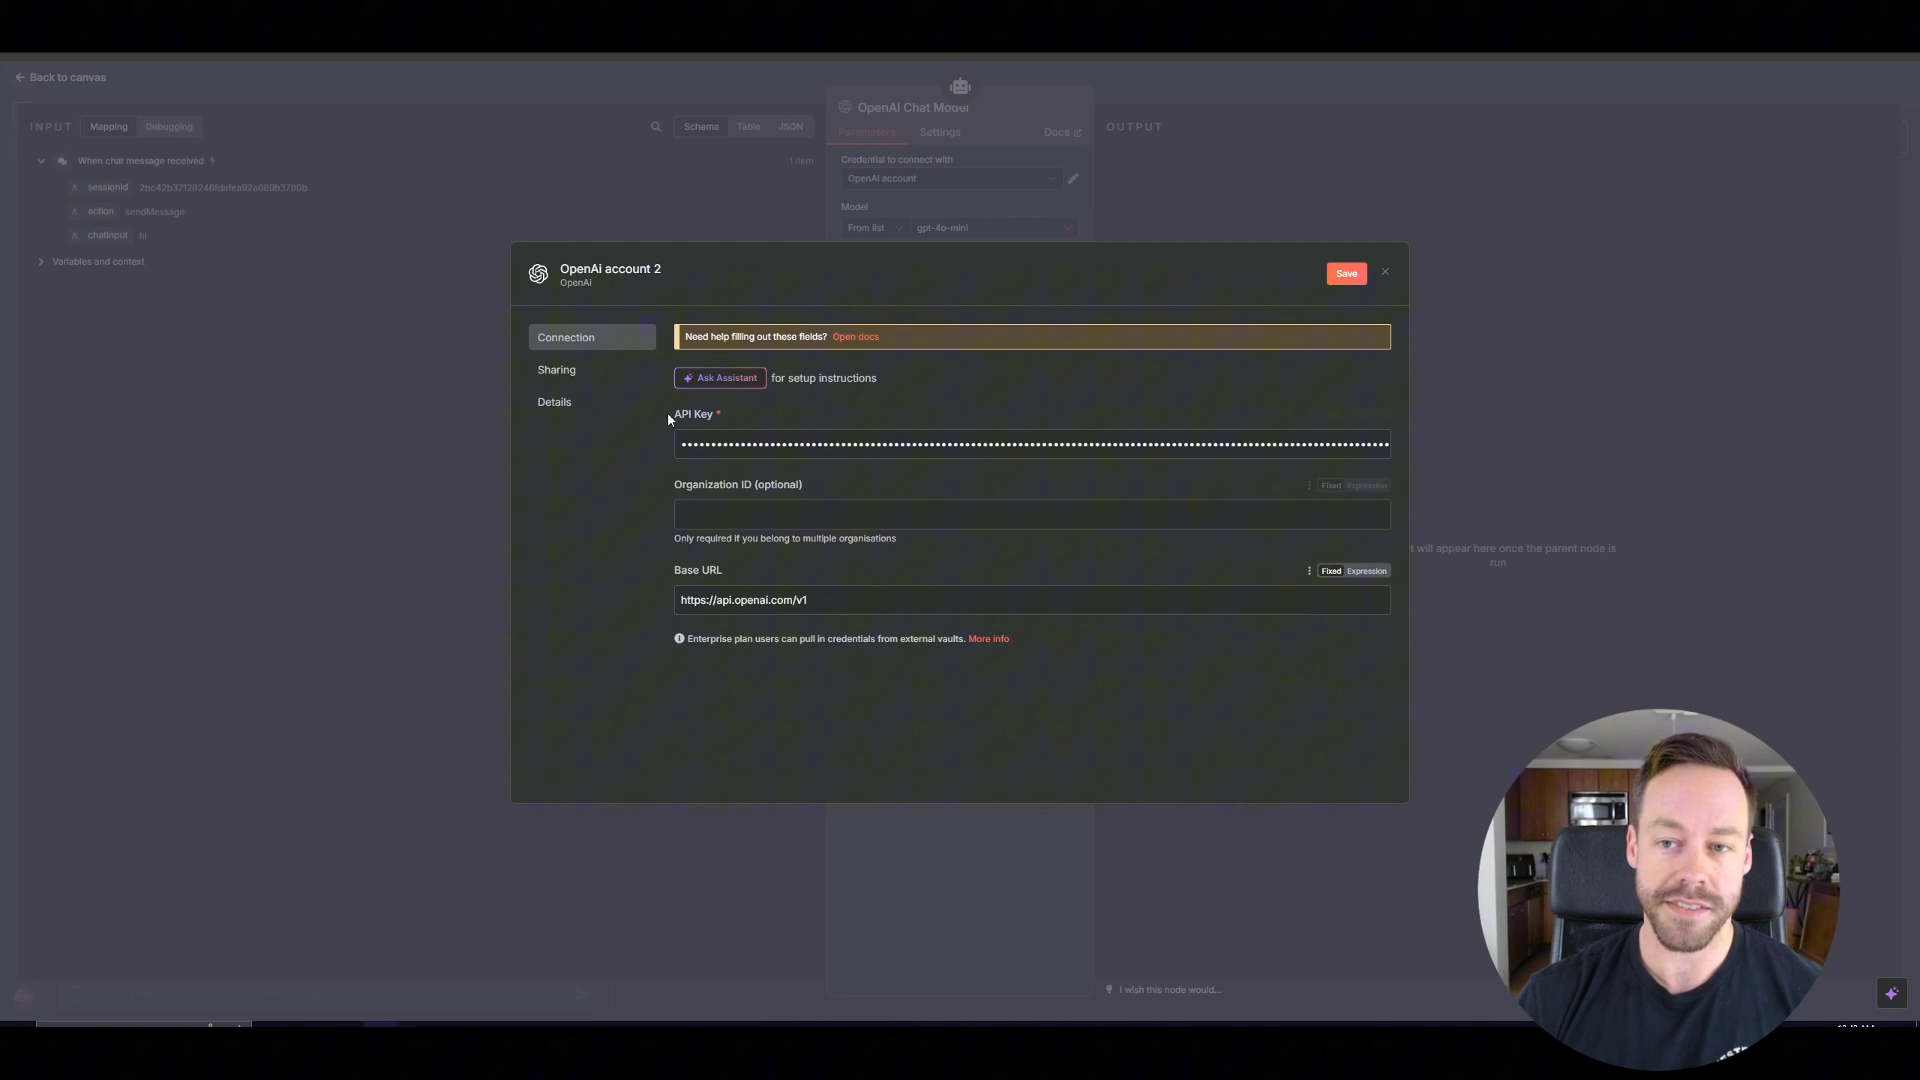 Back to canvas
OpenAI Chat Model
INPUT Mapping Debugging
Schema Table JSON
Parameters Settings Docs
OUTPUT
When chat message received 1 item
A sessionId 2bc42b37128246fdafea92a089b3780b
A action sendMessage
A chatInput hi
Variables and context
Credential to connect with
OpenAI account
Model
From list gpt-4o-mini
OpenAi account 2
OpenAi
Save
Connection
Sharing
Details
Need help filling out these fields? Open docs
Ask Assistant for setup instructions
API Key *
Organization ID (optional)
Fixed Expression
Only required if you belong to multiple organisations
Base URL
Fixed Expression
https://api.openai.com/v1
Enterprise plan users can pull in credentials from external vaults. More info
t will appear here once the parent node is
run
I wish this node would...